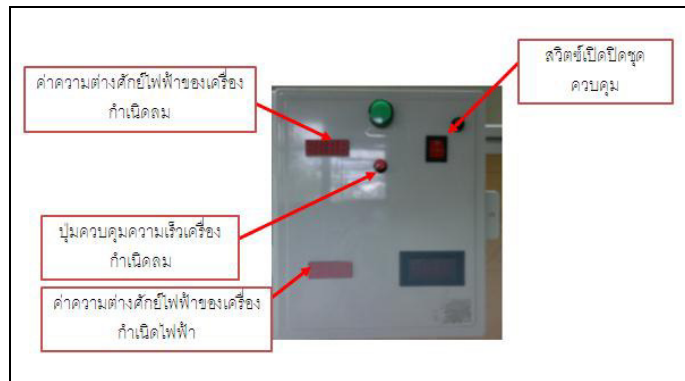 ค่าความต่างศักย์ไฟฟ้าของเครื่อง
กำเนิดลม
สวิตซ์เปิดปิดชุด
ควบคุม
ปุ่มควบคุมความเร็วเครื่อง
กำเนิดลม
ค่าความต่างศักย์ไฟฟ้าของเครื่อง
กำเนิดไฟฟ้า